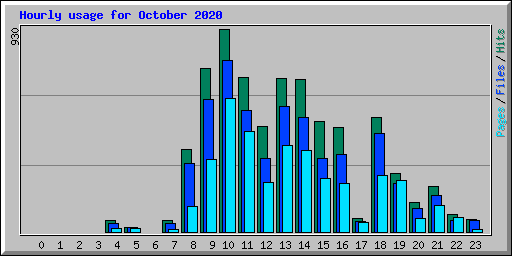 Hourly usage for October 2020
930
Pages/Files/Hits
0 1 2 3 4 5 6 7 8 9 10 11 12 13 14 15 16 17 18 19 20 21 22 23